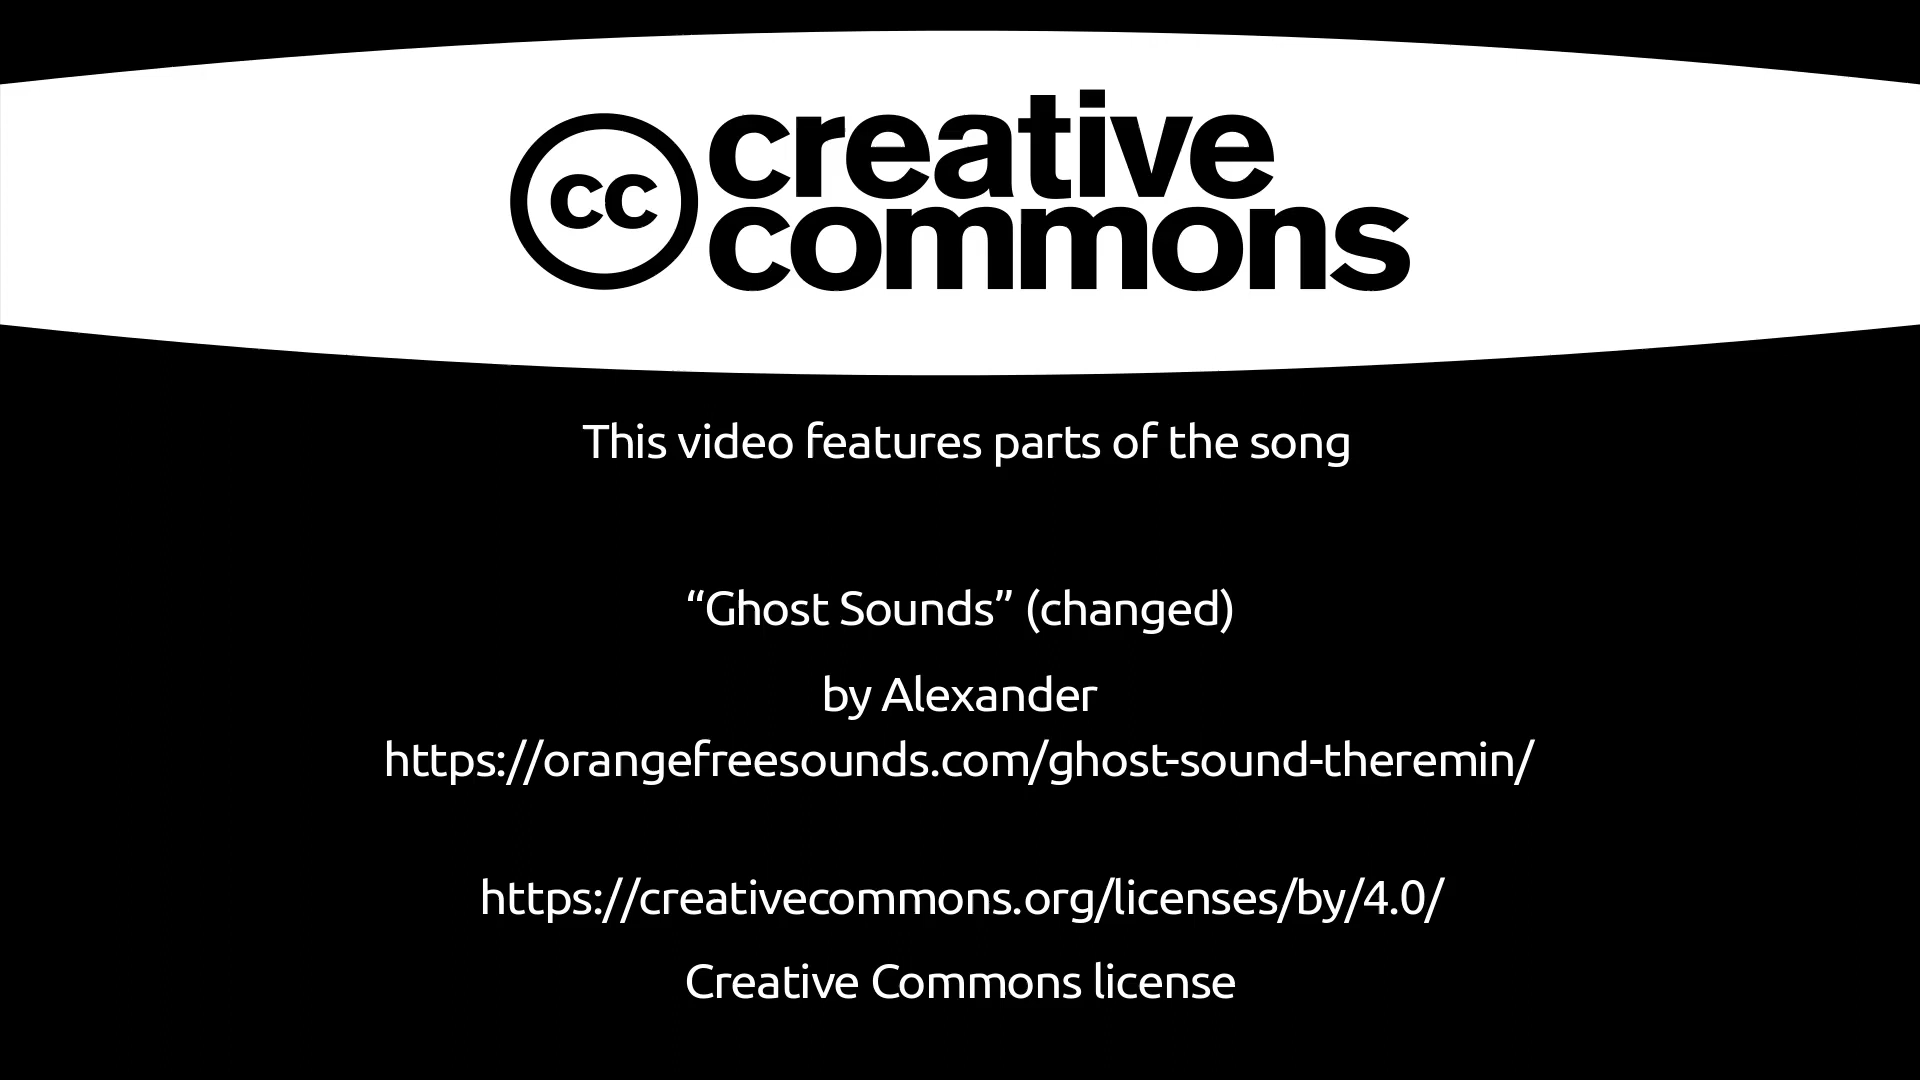 cc creative
commons
This video features parts of the song
“Ghost Sounds” (changed)
by Alexander
https://orangefreesounds.com/ghost-sound-theremin/
https://creativecommons.org/licenses/by/4.0/
Creative Commons license